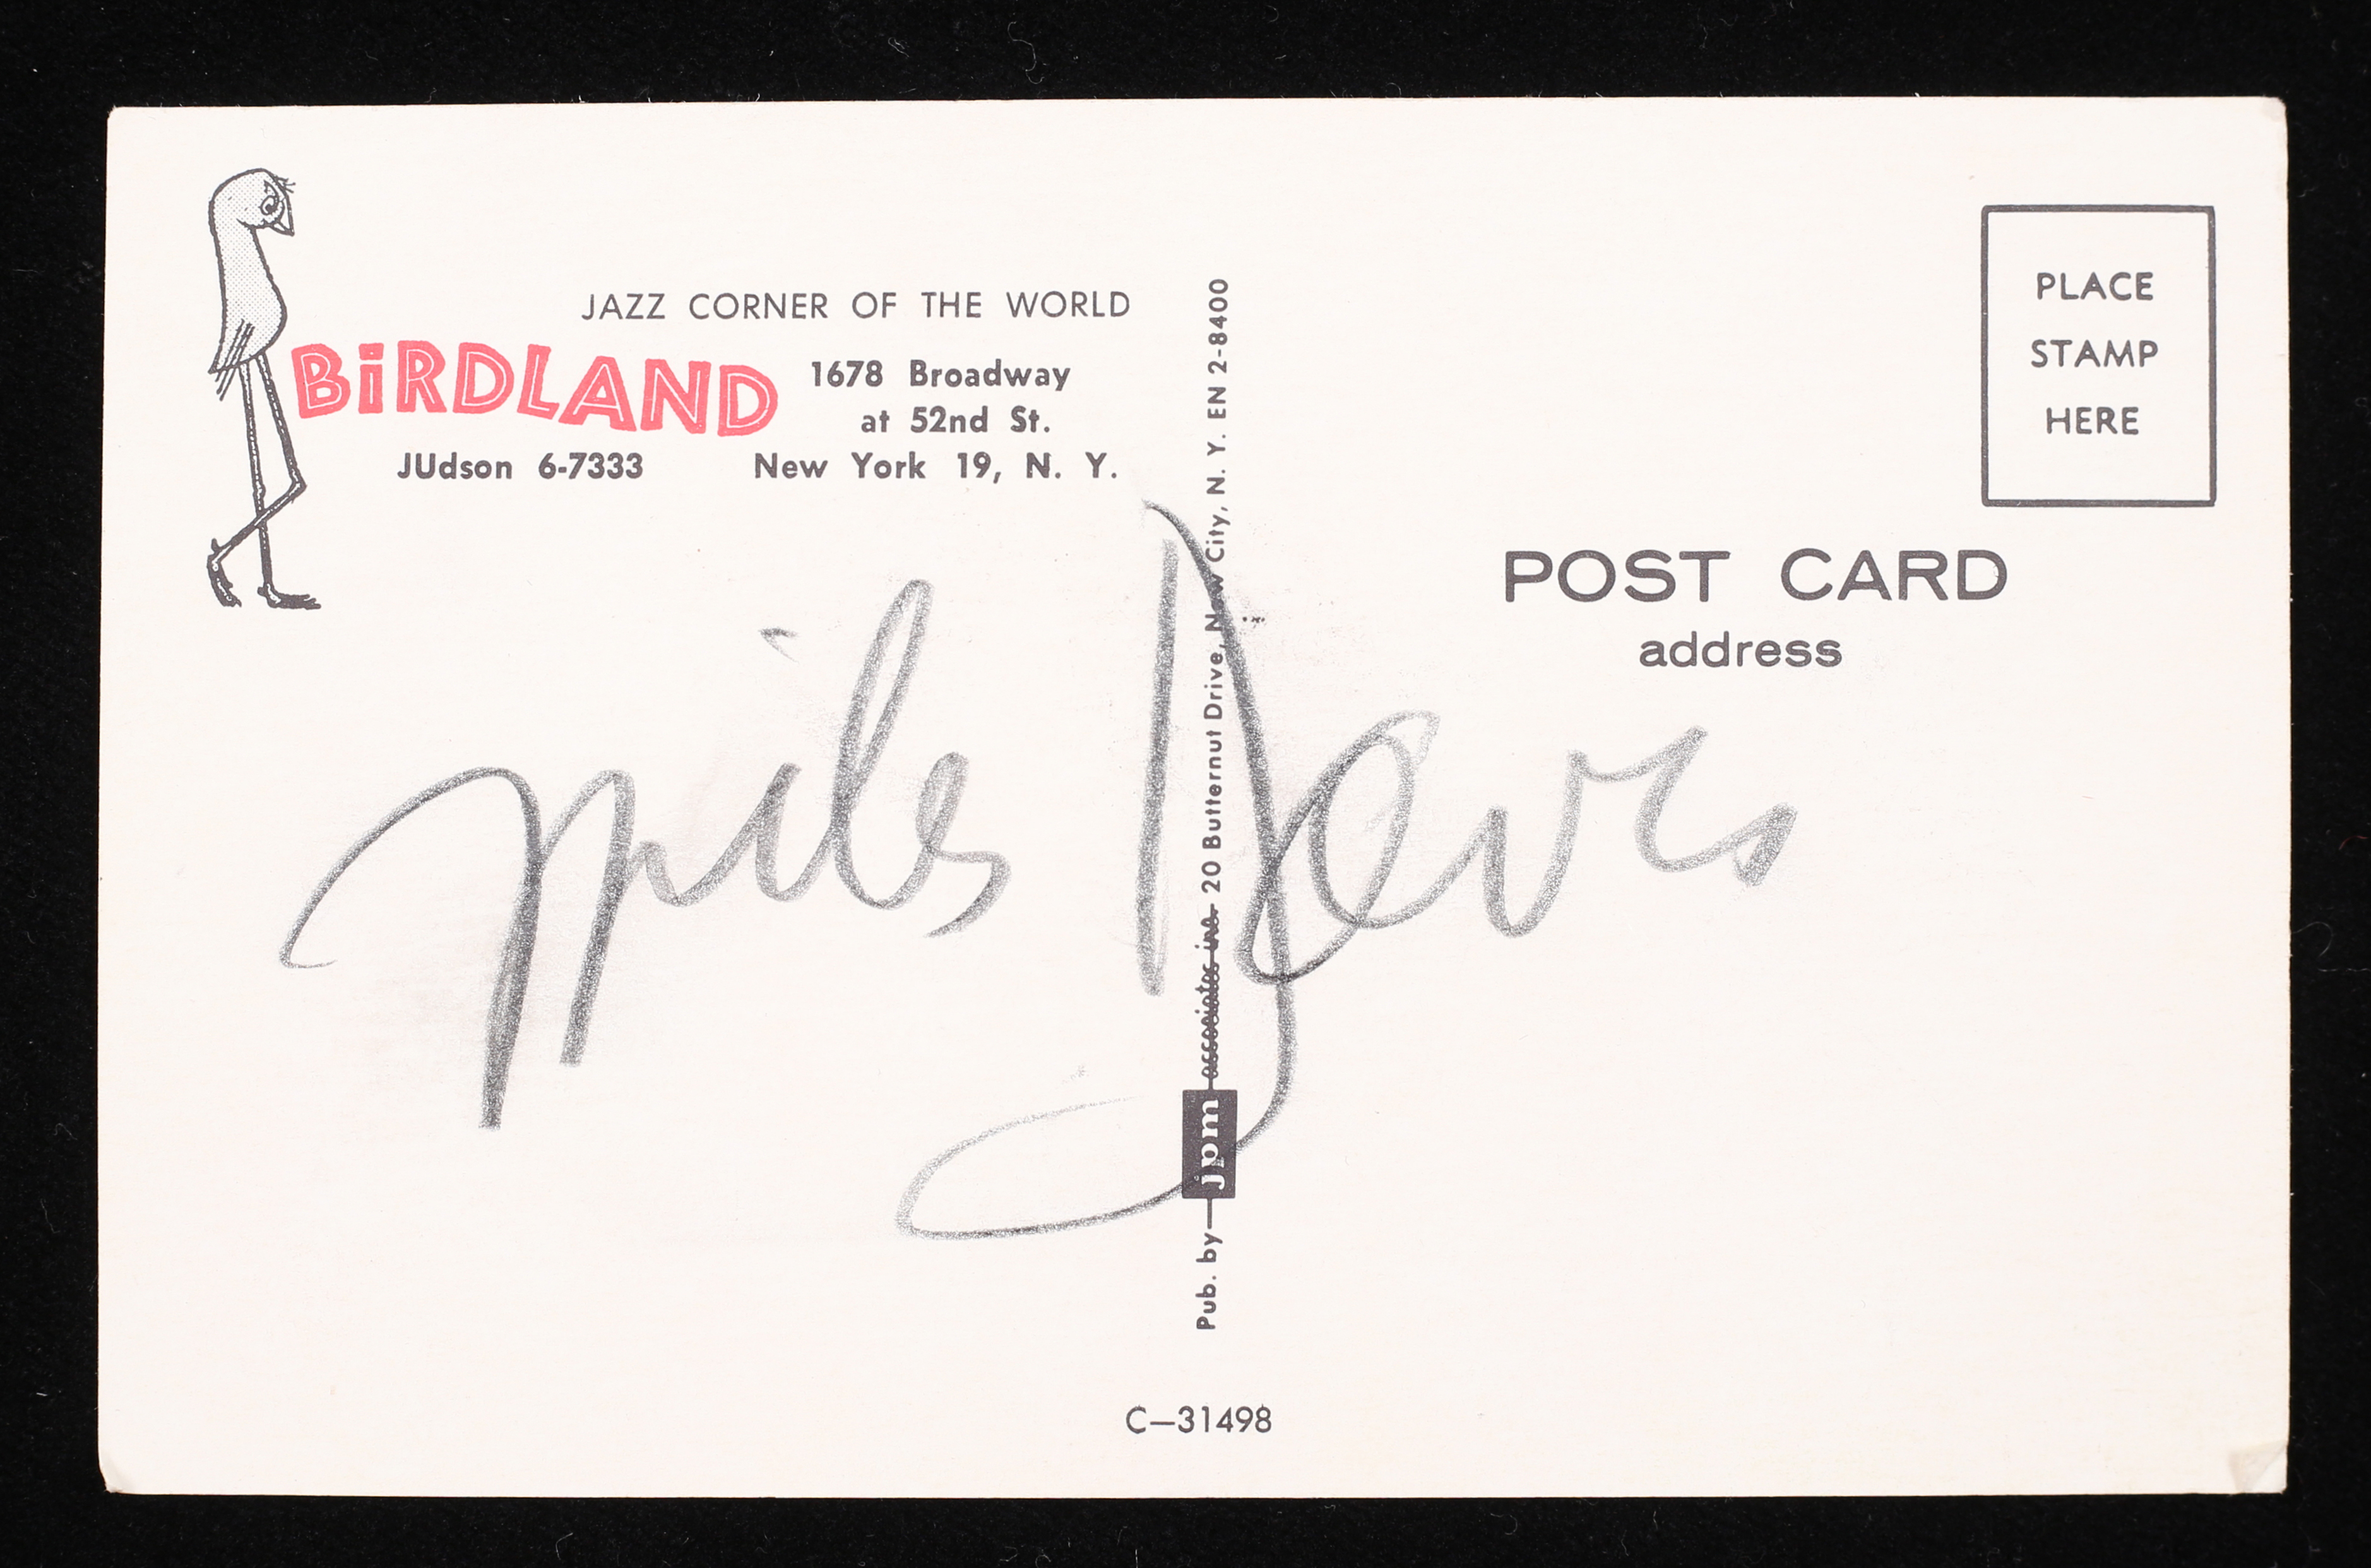 JAZZ CORNER OF THE WORLD
BiRDLAND
1678 Broadway
at 52nd St.
JUdson 6-7333 New York 19, N. Y.
PLACE
STAMP
HERE
POST CARD
address
Miles Davis
Pub. by—jpm associates inc. 20 Butternut Drive, New City, N. Y. EN 2-8400
C—31498